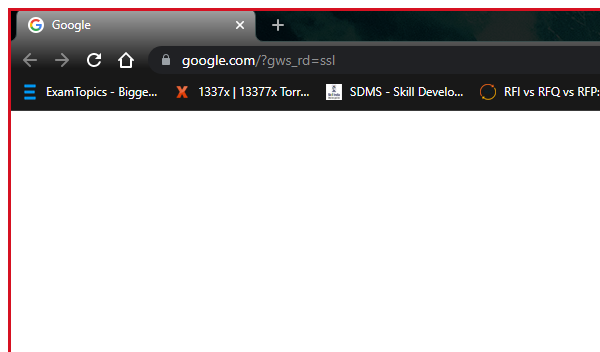 Google
google.com/?gws_rd=ssl
ExamTopics - Bigge... 1337x | 13377x Torr... SDMS - Skill Develo... RFI vs RFQ vs RFP: